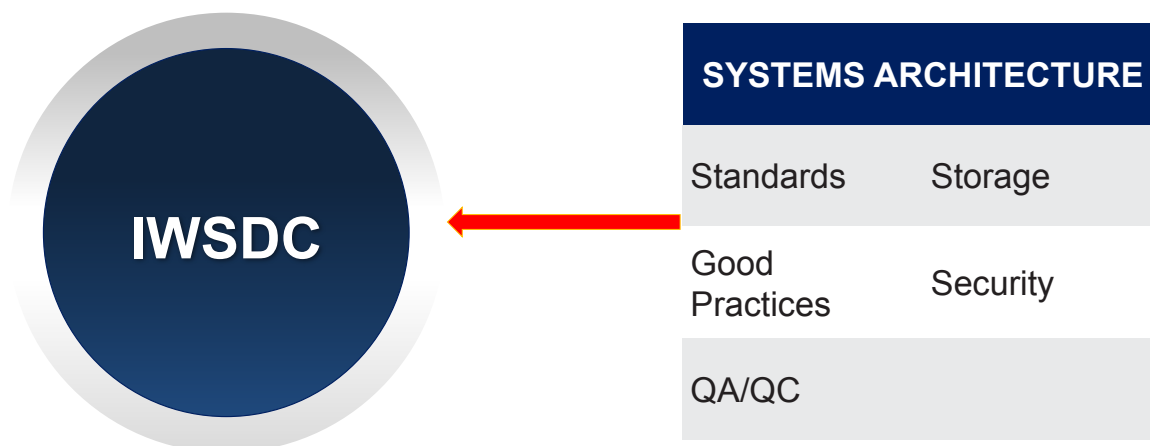 IWSDC
SYSTEMS ARCHITECTURE
Standards Storage
Good
Practices
Security
QA/QC